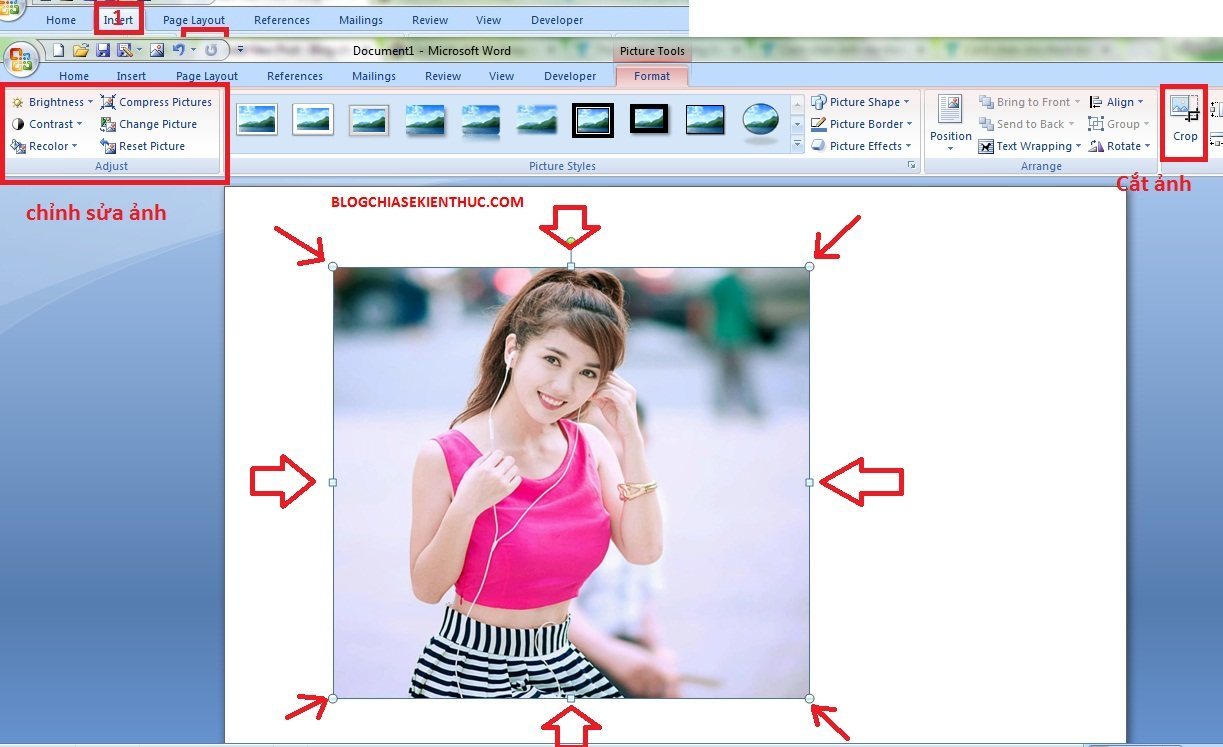 Home Insert Page Layout References Mailings Review View Developer
1
Document1 - Microsoft Word Picture Tools
Home Insert Page Layout References Mailings Review View Developer Format
Brightness Compress Pictures Picture Shape Bring to Front Align
Contrast Change Picture Picture Border Send to Back Group
Recolor Reset Picture Picture Effects Position Text Wrapping Rotate Crop
Adjust Picture Styles Arrange
Cắt ảnh
chỉnh sửa ảnh
BLOGCHIASEKIENTHUC.COM